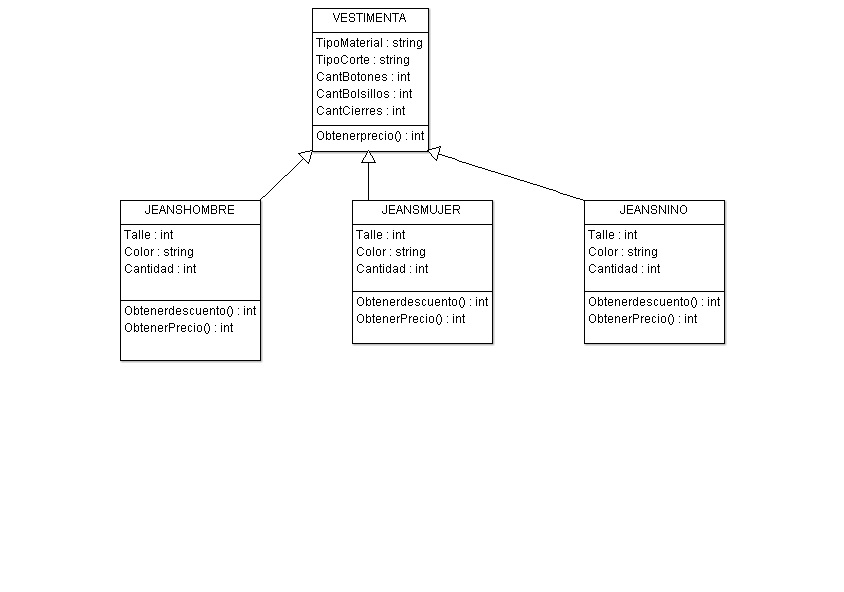 VESTIMENTA
TipoMaterial : string
TipoCorte : string
CantBotones : int
CantBolsillos : int
CantCierres : int
Obtenerprecio() : int
JEANSHOMBRE
Talle : int
Color : string
Cantidad : int
Obtenerdescuento() : int
ObtenerPrecio() : int
JEANSMUJER
Talle : int
Color : string
Cantidad : int
Obtenerdescuento() : int
ObtenerPrecio() : int
JEANSNINO
Talle : int
Color : string
Cantidad : int
Obtenerdescuento() : int
ObtenerPrecio() : int